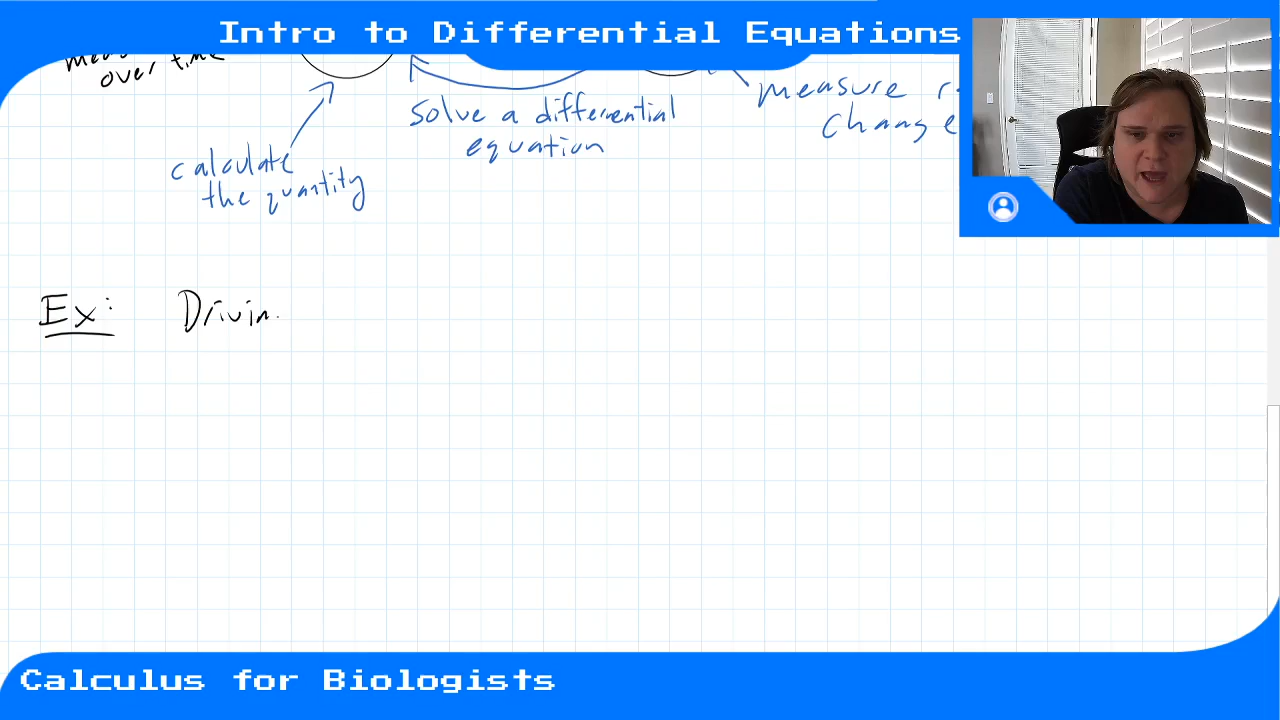 Intro to Differential Equations
over time
solve a differential
equation
measure
change
calculate
the quantity
Ex: Drivin
Calculus for Biologists